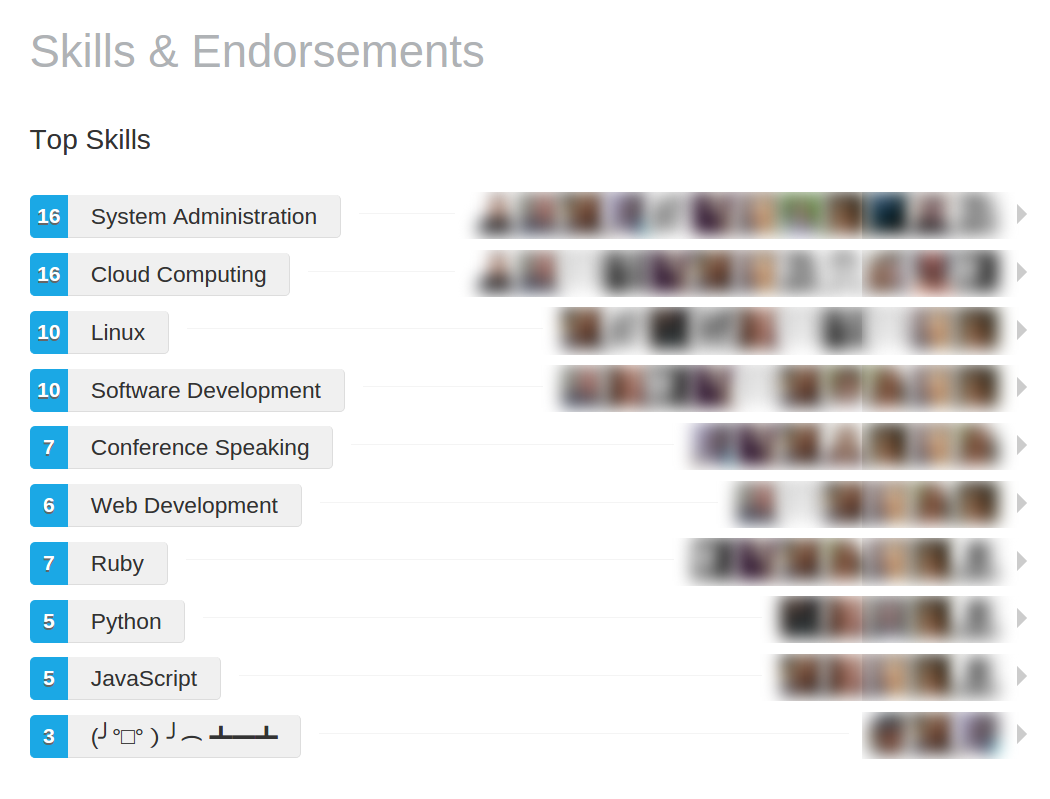 Skills & Endorsements
Top Skills
16 System Administration
16 Cloud Computing
10 Linux
10 Software Development
7 Conference Speaking
6 Web Development
7 Ruby
5 Python
5 JavaScript
3 (╯°□° ) ╯︵ ┻━┻